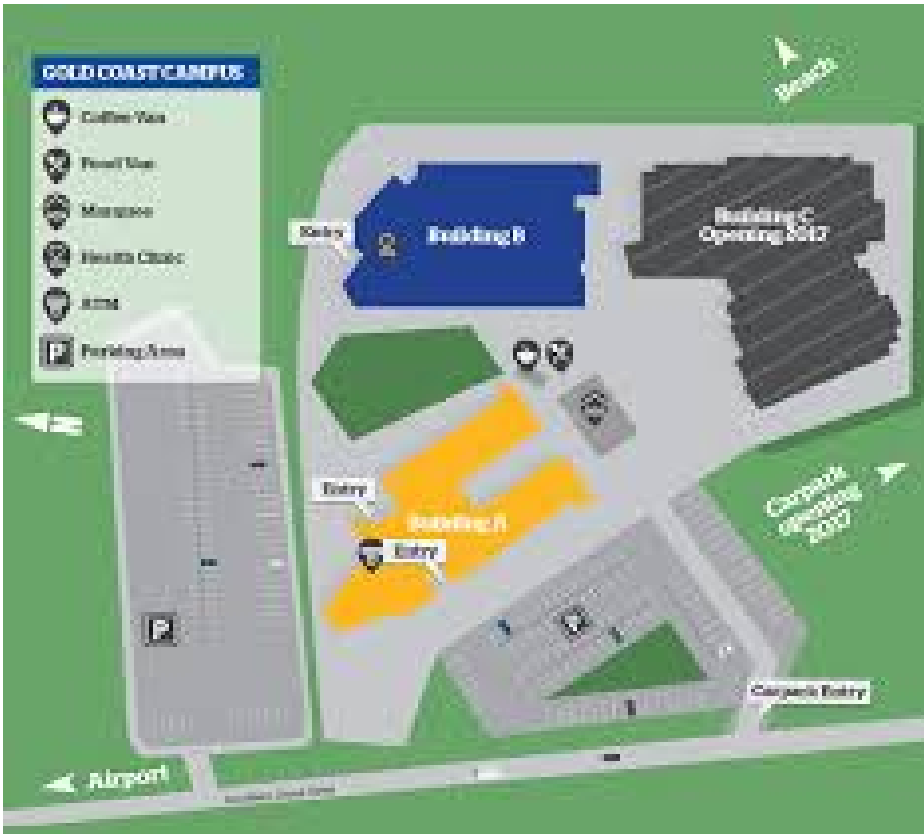 GOLD COAST CAMPUS
Coffee Van
Food Van
Marquee
Health Clinic
ATM
P Parking Area
Beach
Building B
Entry
Building C
Opening 2017
N
Entry
Building A
Entry
Carpark
opening
2017
P
Carpark Entry
Airport